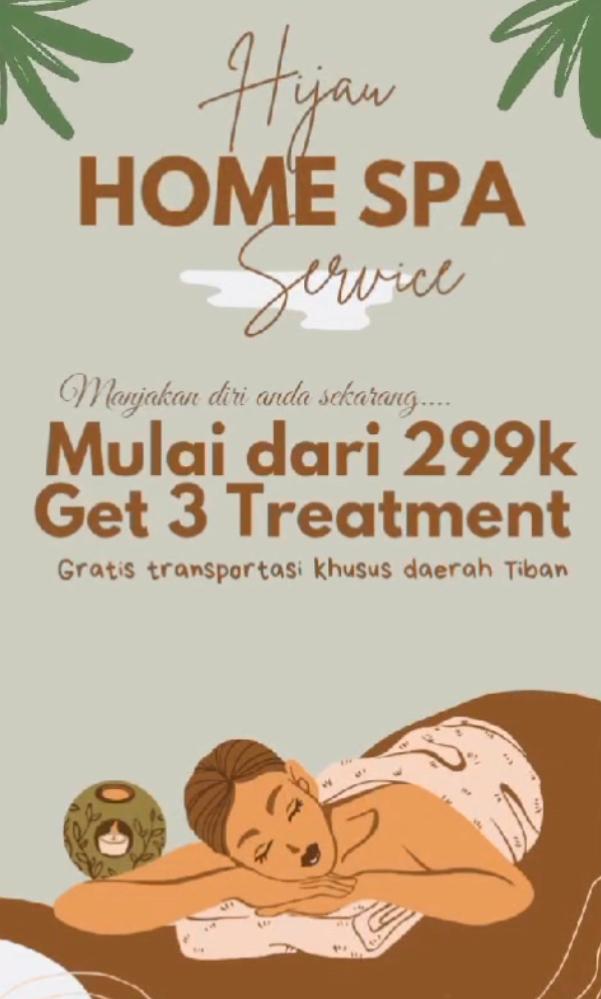 Hijau
HOME SPA
Service
Manjakan diri anda sekarang....
Mulai dari 299k
Get 3 Treatment
Gratis transportasi khusus daerah Tiban